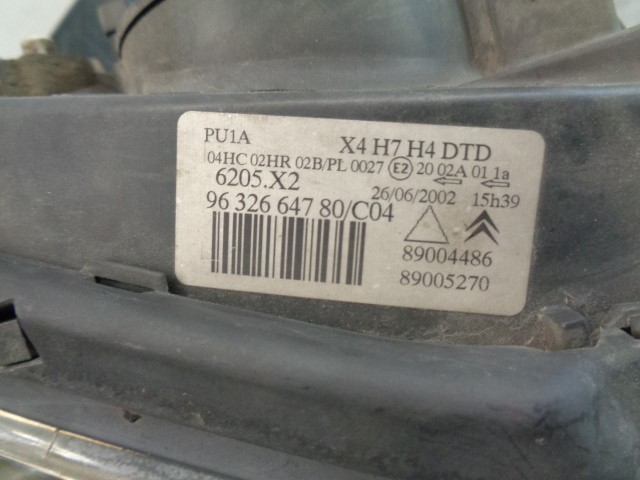 PU1A X4 H7 H4 DTD
04HC 02HR 02B/PL 0027 E2 20 02A 01 1a
6205.X2 26/06/2002 15h39
96 326 647 80/C04
89004486
89005270